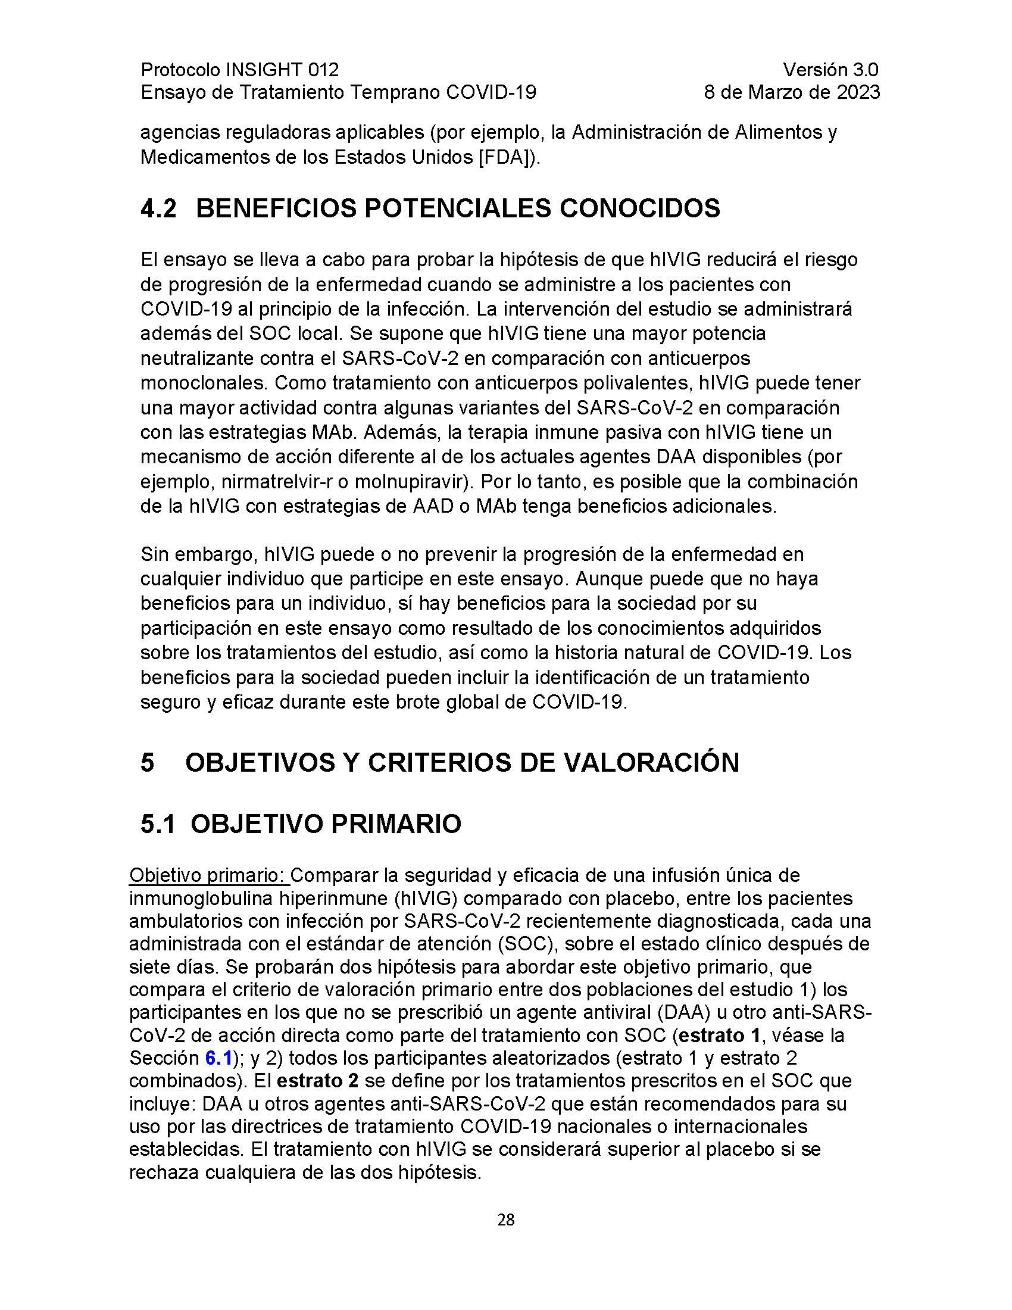 Protocolo INSIGHT 012 Versión 3.0
Ensayo de Tratamiento Temprano COVID-19 8 de Marzo de 2023
agencias reguladoras aplicables (por ejemplo, la Administración de Alimentos y
Medicamentos de los Estados Unidos [FDA]).
4.2 BENEFICIOS POTENCIALES CONOCIDOS
El ensayo se lleva a cabo para probar la hipótesis de que hIVIG reducirá el riesgo
de progresión de la enfermedad cuando se administre a los pacientes con
COVID-19 al principio de la infección. La intervención del estudio se administrará
además del SOC local. Se supone que hIVIG tiene una mayor potencia
neutralizante contra el SARS-CoV-2 en comparación con anticuerpos
monoclonales. Como tratamiento con anticuerpos polivalentes, hIVIG puede tener
una mayor actividad contra algunas variantes del SARS-CoV-2 en comparación
con las estrategias MAb. Además, la terapia inmune pasiva con hIVIG tiene un
mecanismo de acción diferente al de los actuales agentes DAA disponibles (por
ejemplo, nirmatrelvir-r o molnupiravir). Por lo tanto, es posible que la combinación
de la hIVIG con estrategias de AAD o MAb tenga beneficios adicionales.
Sin embargo, hIVIG puede o no prevenir la progresión de la enfermedad en
cualquier individuo que participe en este ensayo. Aunque puede que no haya
beneficios para un individuo, sí hay beneficios para la sociedad por su
participación en este ensayo como resultado de los conocimientos adquiridos
sobre los tratamientos del estudio, así como la historia natural de COVID-19. Los
beneficios para la sociedad pueden incluir la identificación de un tratamiento
seguro y eficaz durante este brote global de COVID-19.
5 OBJETIVOS Y CRITERIOS DE VALORACIÓN
5.1 OBJETIVO PRIMARIO
Objetivo primario: Comparar la seguridad y eficacia de una infusión única de
inmunoglobulina hiperinmune (hIVIG) comparado con placebo, entre los pacientes
ambulatorios con infección por SARS-CoV-2 recientemente diagnosticada, cada una
administrada con el estándar de atención (SOC), sobre el estado clínico después de
siete días. Se probarán dos hipótesis para abordar este objetivo primario, que
compara el criterio de valoración primario entre dos poblaciones del estudio 1) los
participantes en los que no se prescribió un agente antiviral (DAA) u otro anti-SARS-
CoV-2 de acción directa como parte del tratamiento con SOC (estrato 1, véase la
Sección 6.1); y 2) todos los participantes aleatorizados (estrato 1 y estrato 2
combinados). El estrato 2 se define por los tratamientos prescritos en el SOC que
incluye: DAA u otros agentes anti-SARS-CoV-2 que están recomendados para su
uso por las directrices de tratamiento COVID-19 nacionales o internacionales
establecidas. El tratamiento con hIVIG se considerará superior al placebo si se
rechaza cualquiera de las dos hipótesis.
28